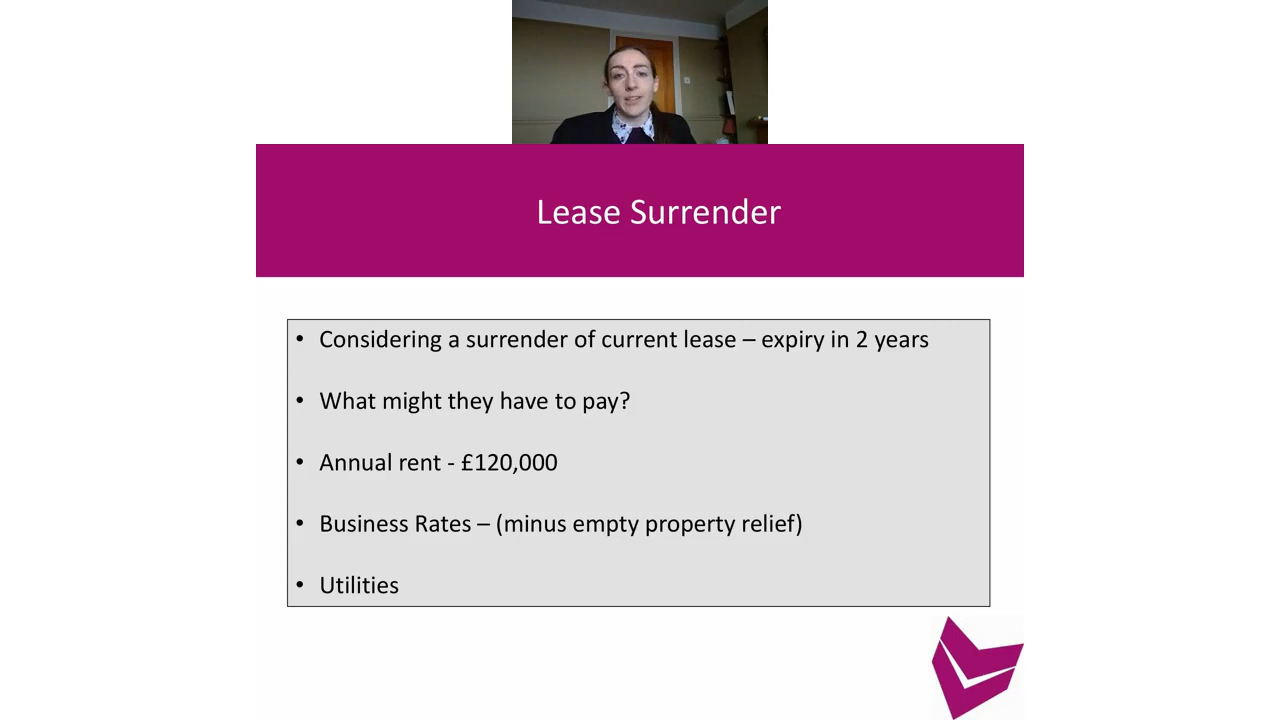 Lease Surrender
• Considering a surrender of current lease – expiry in 2 years
• What might they have to pay?
• Annual rent - £120,000
• Business Rates – (minus empty property relief)
• Utilities